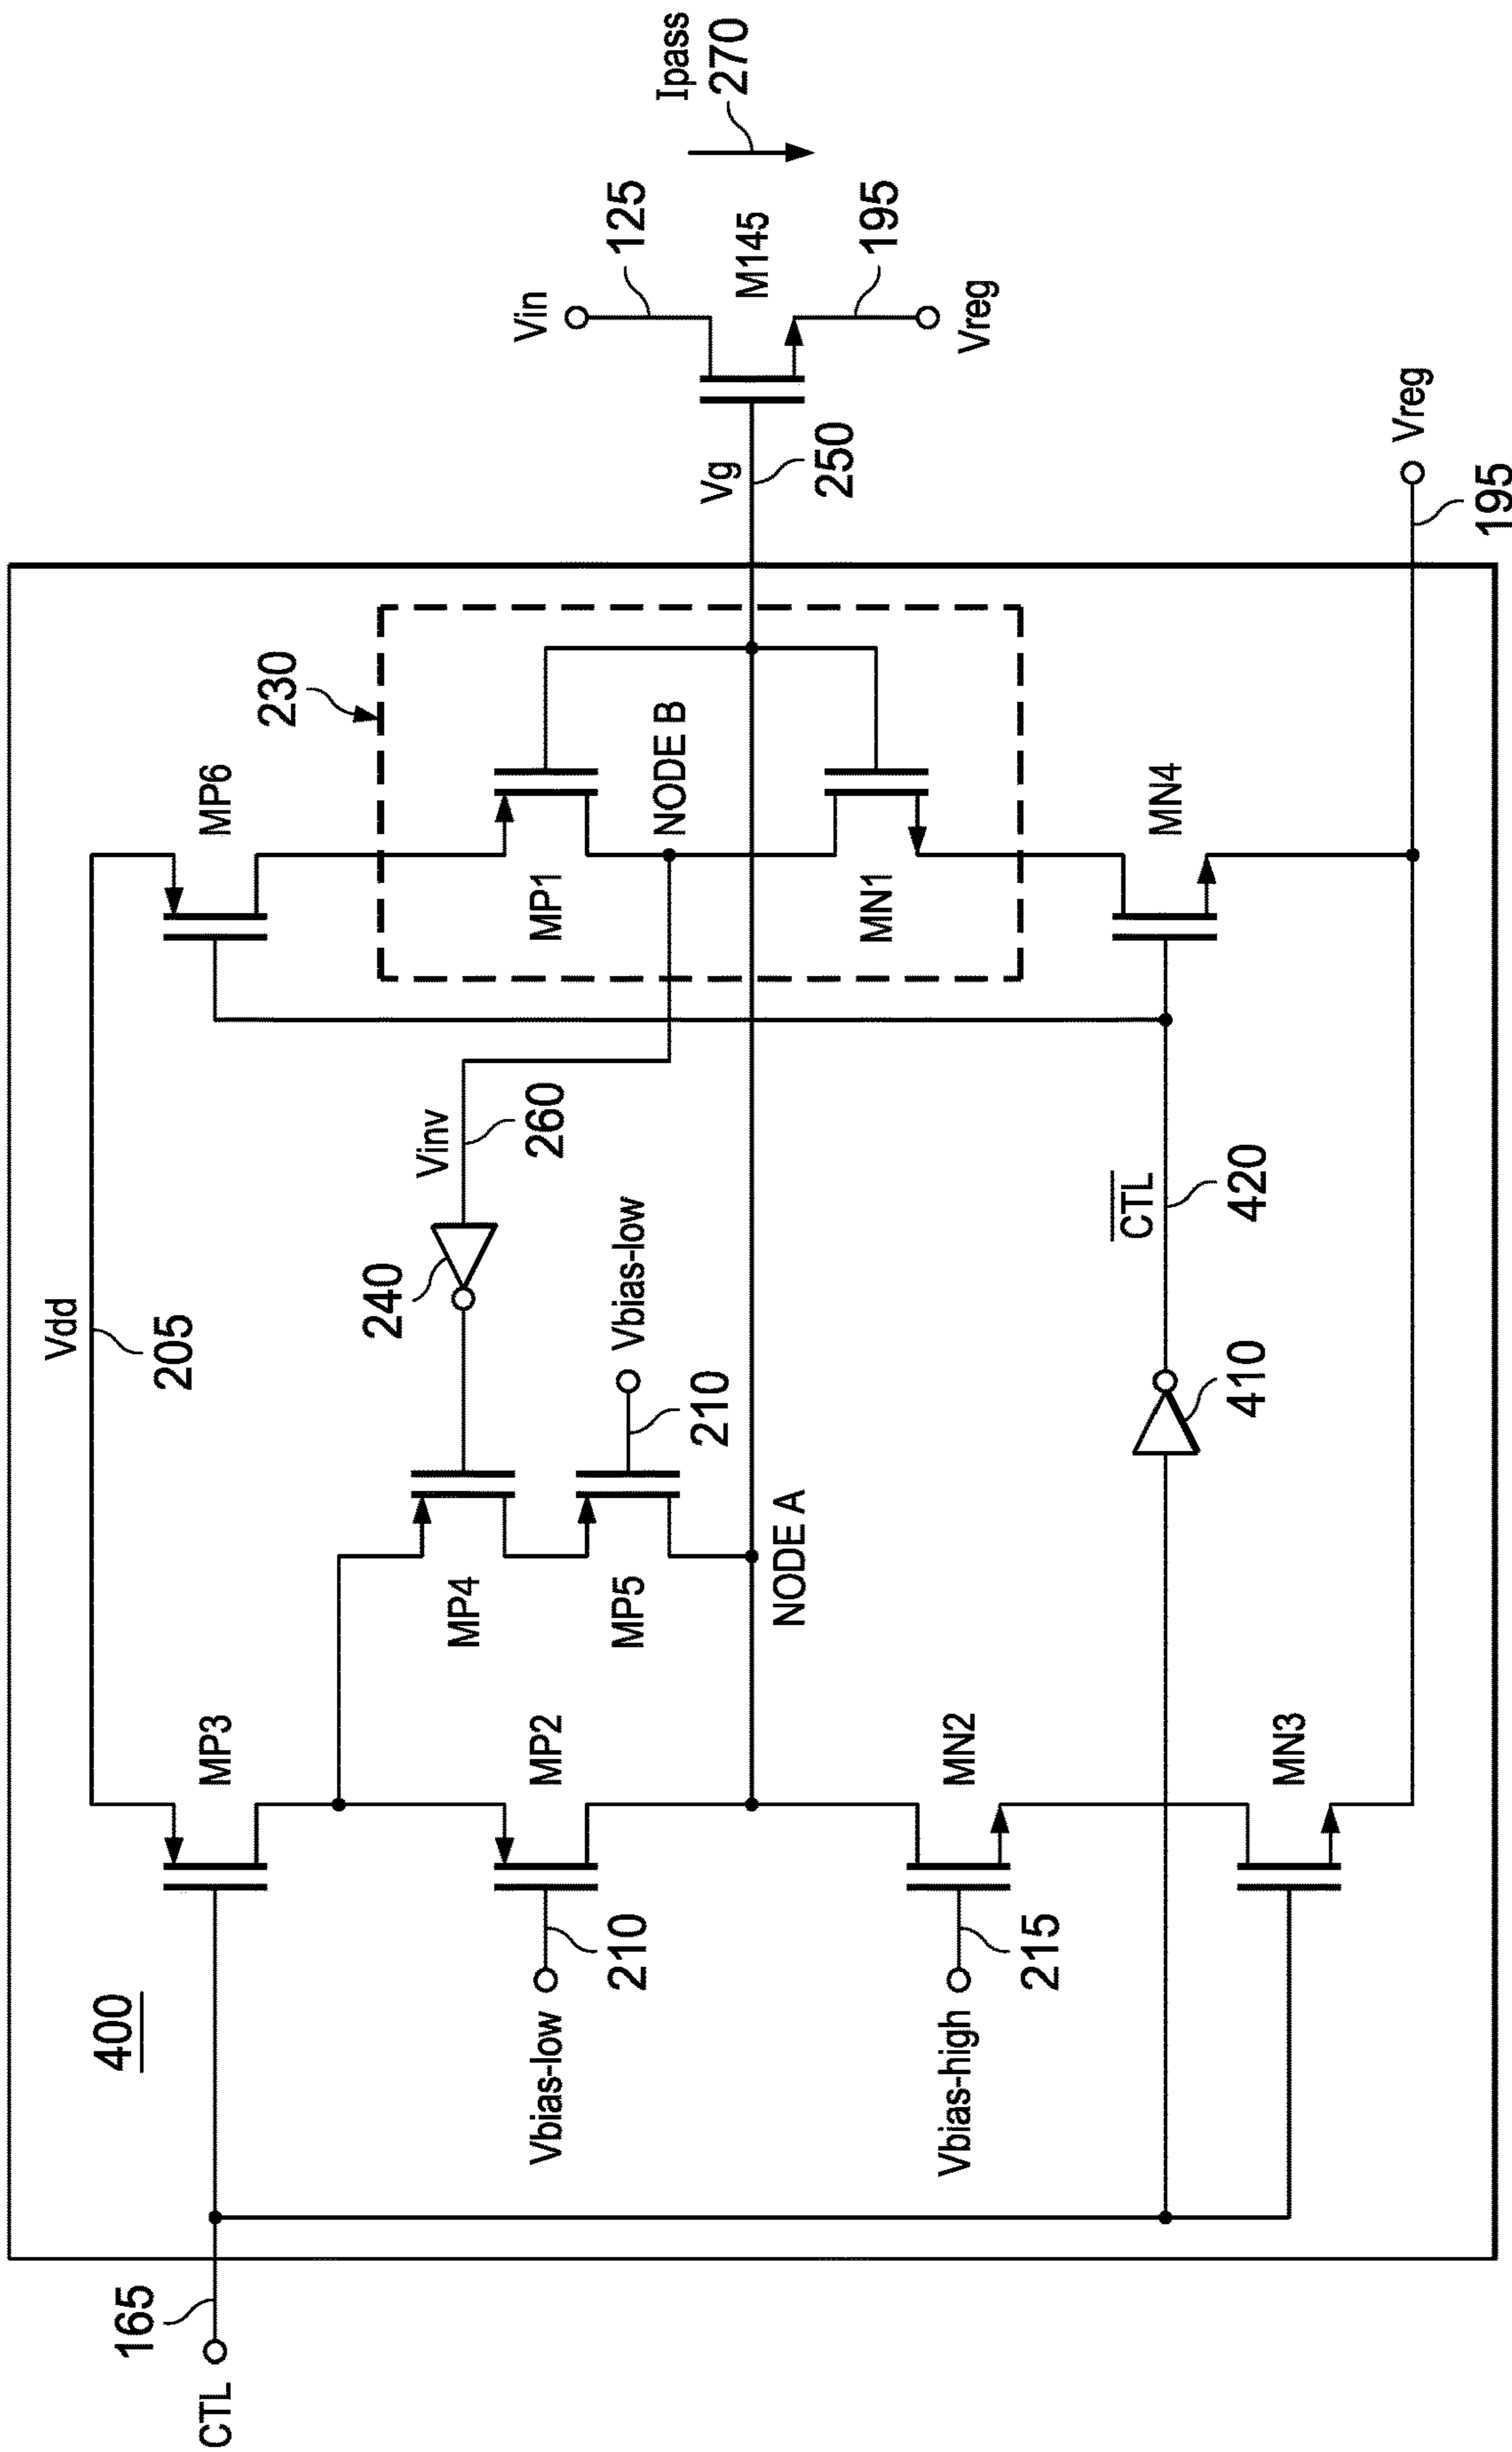 400
Vdd
205
CTL
165
MP3
MP6
230
Vbias-low
210
MP2
MP4
MP5
240
Vinv
260
Vbias-low
210
MP1
NODE B
MN1
NODE A
Vg
250
Vin
125
M145
195
Vreg
Ipass
270
Vbias-high
215
MN2
MN3
410
CTL
420
MN4
Vreg
195